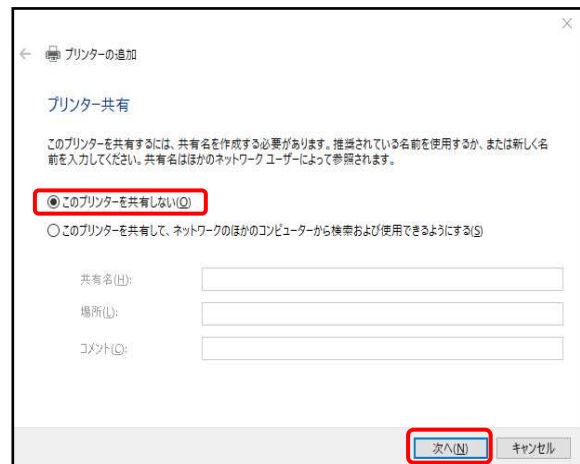 プリンターの追加
プリンター共有
このプリンターを共有するには、共有名を作成する必要があります。推奨されている名前を使用するか、または新しく名
前を入力してください。共有名はほかのネットワーク ユーザーによって参照されます。
このプリンターを共有しない(O)
このプリンターを共有して、ネットワークのほかのコンピューターから検索および使用できるようにする(S)
共有名(H):
場所(L):
コメント(C):
次へ(N) キャンセル